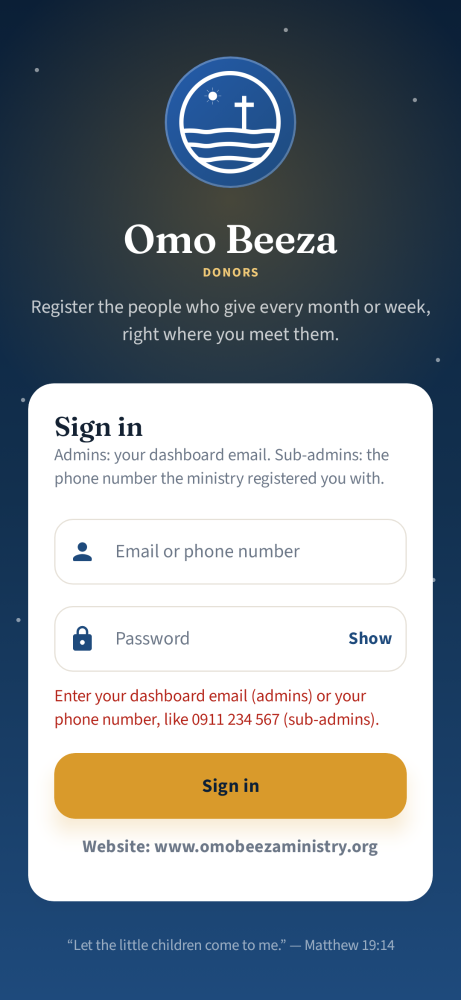 Omo Beeza
DONORS
Register the people who give every month or week,
right where you meet them.
Sign in
Admins: your dashboard email. Sub-admins: the
phone number the ministry registered you with.
Email or phone number
Password
Show
Enter your dashboard email (admins) or your
phone number, like 0911 234 567 (sub-admins).
Sign in
Website: www.omobeezaministry.org
“Let the little children come to me.” — Matthew 19:14